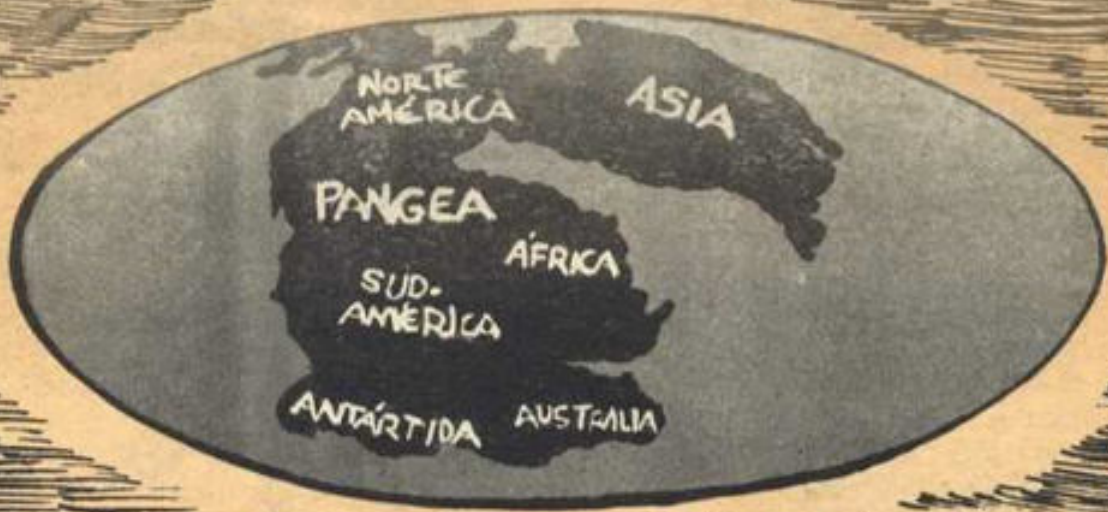 NORTE
AMÉRICA
ASIA
PANGEA
ÁFRICA
SUD-
AMÉRICA
ANTÁRTIDA
AUSTRALIA